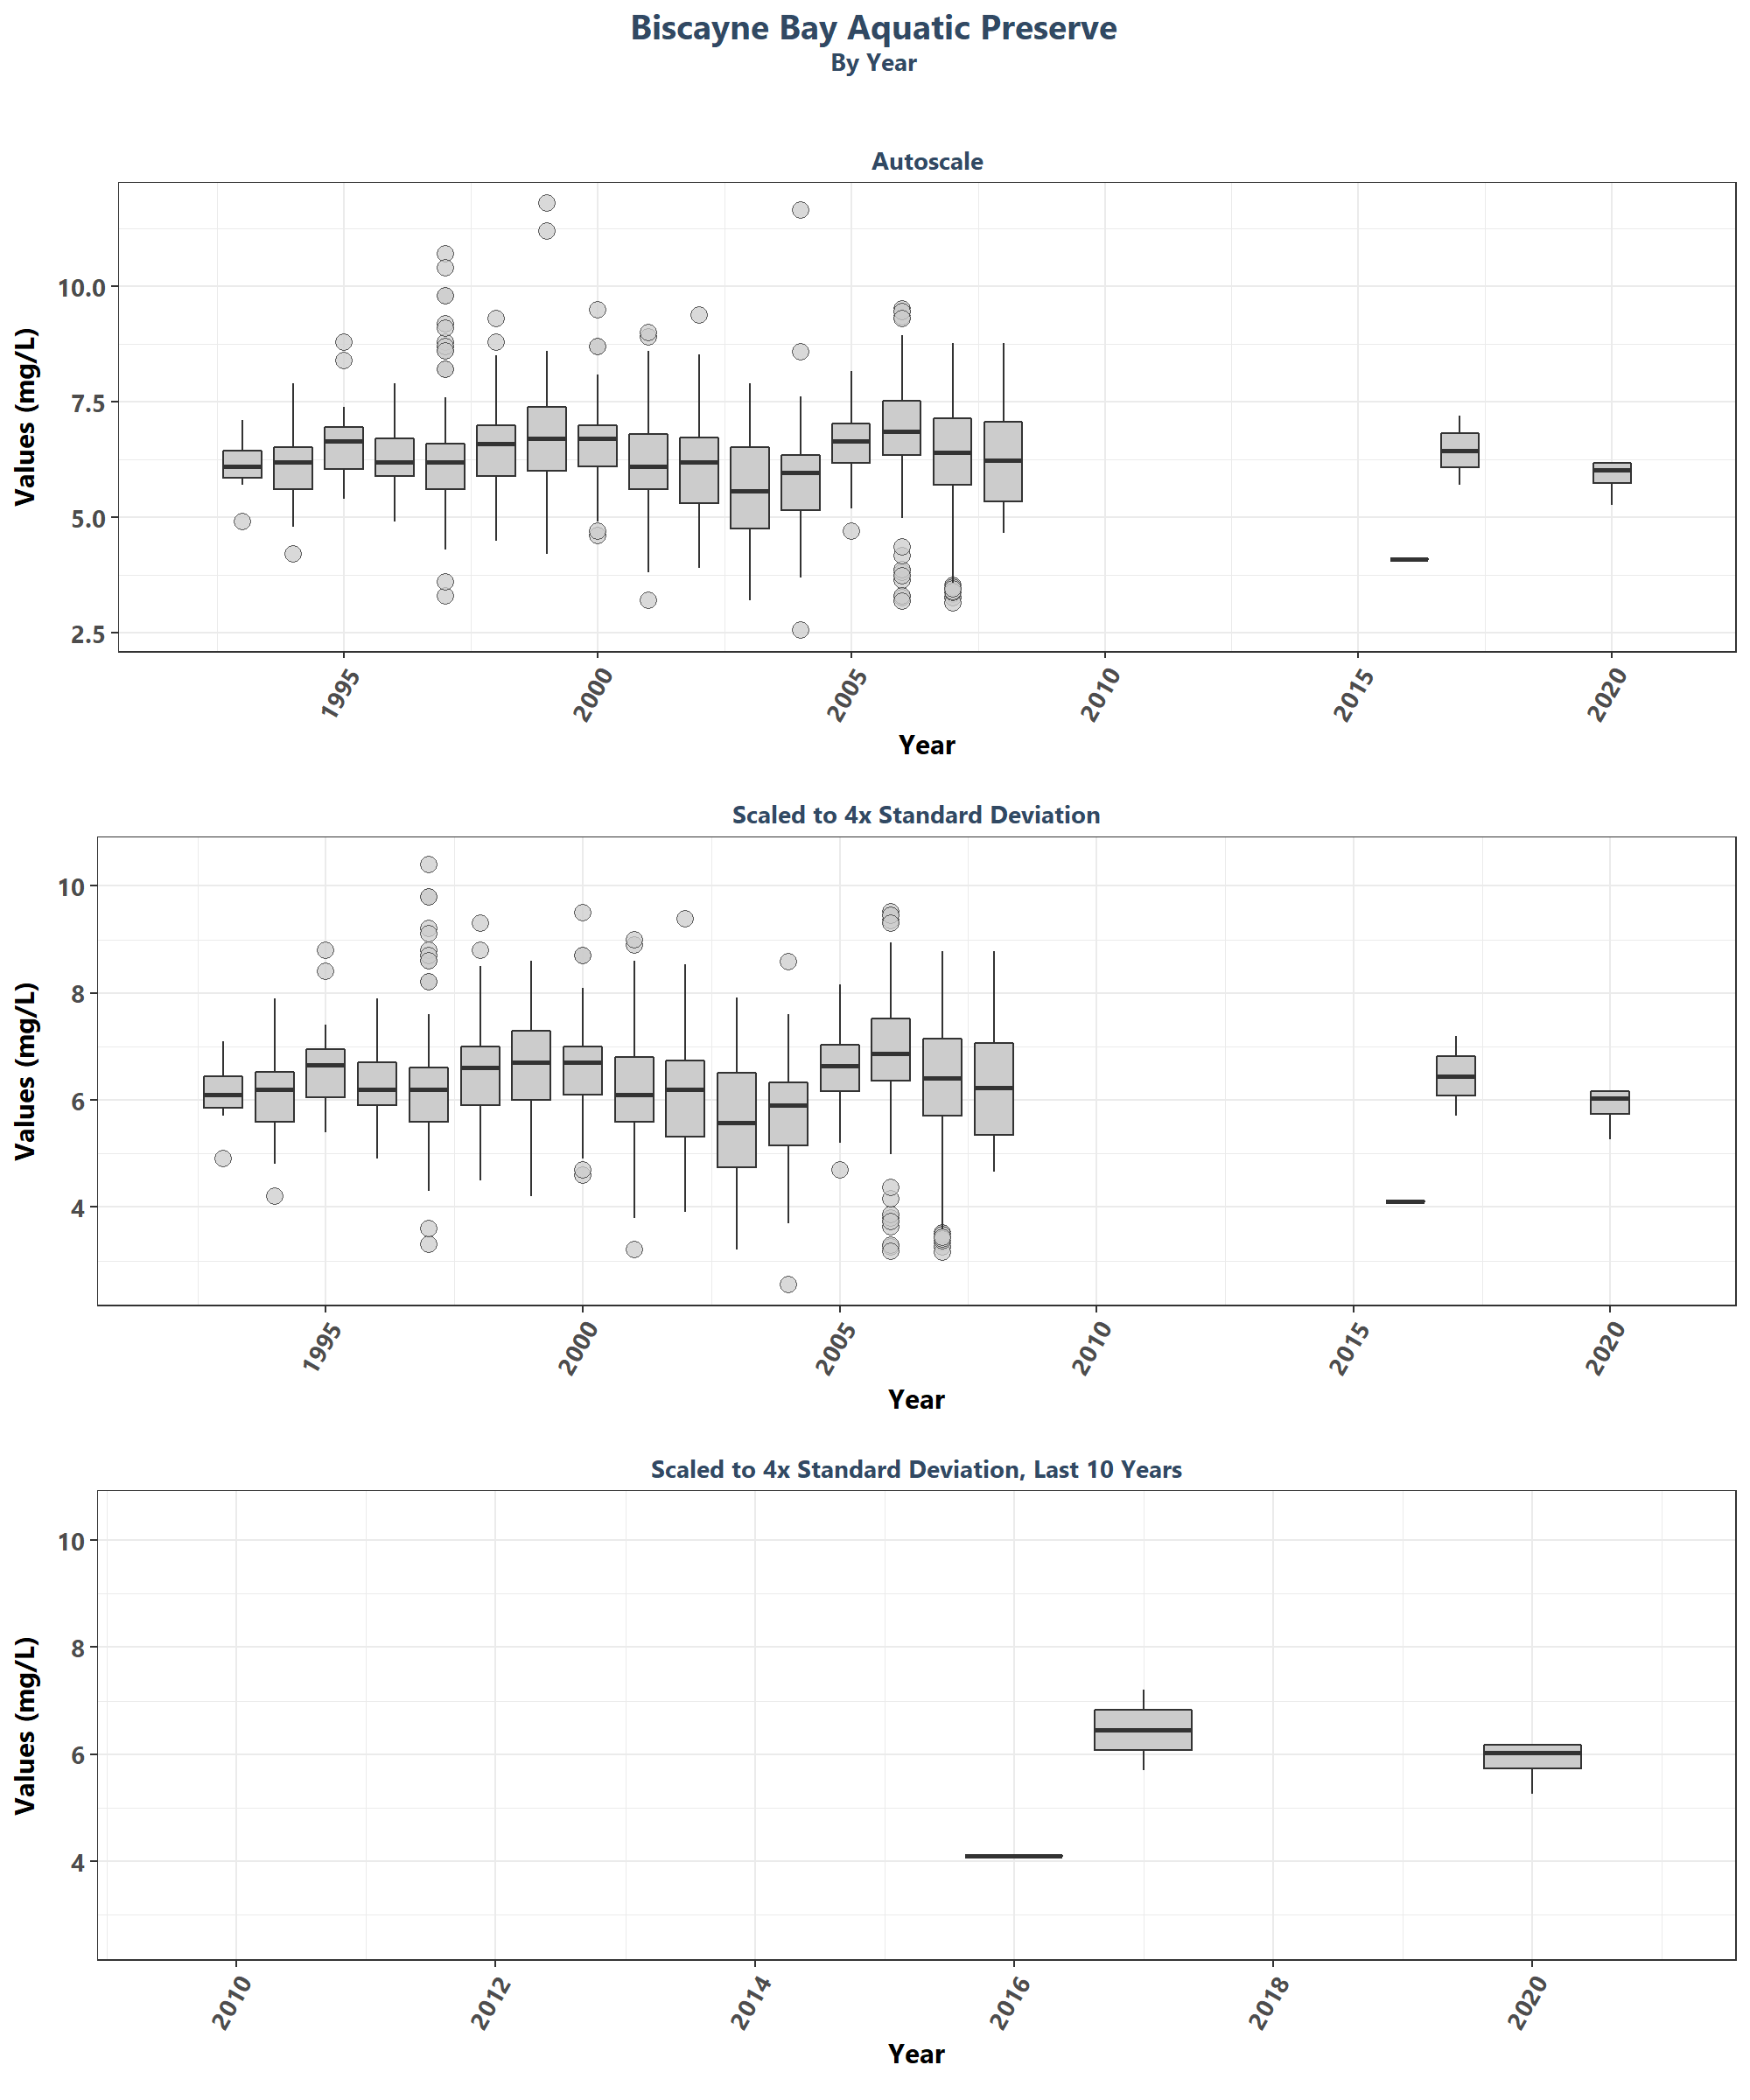 Biscayne Bay Aquatic Preserve
By Year
Autoscale
Values (mg/L)
10.0
7.5
5.0
2.5
1995
2000
2005
2010
2015
2020
Year
Scaled to 4x Standard Deviation
Values (mg/L)
10
8
6
4
1995
2000
2005
2010
2015
2020
Year
Scaled to 4x Standard Deviation, Last 10 Years
Values (mg/L)
10
8
6
4
2010
2012
2014
2016
2018
2020
Year